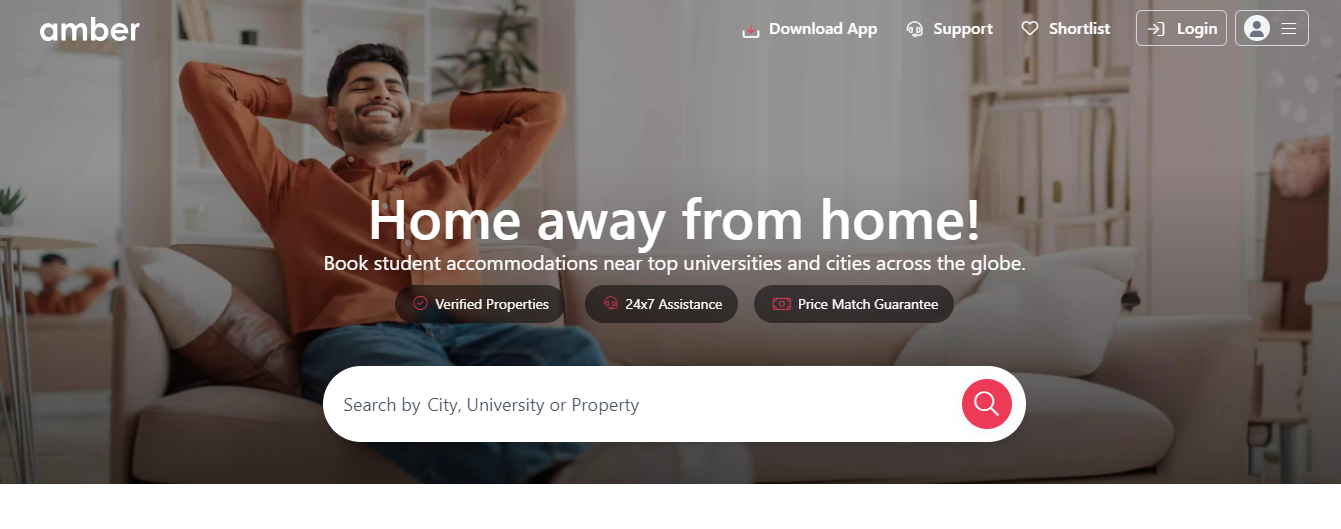 amber
Download App
Support
Shortlist
Login
Home away from home!
Book student accommodations near top universities and cities across the globe.
Verified Properties
24x7 Assistance
Price Match Guarantee
Search by City, University or Property